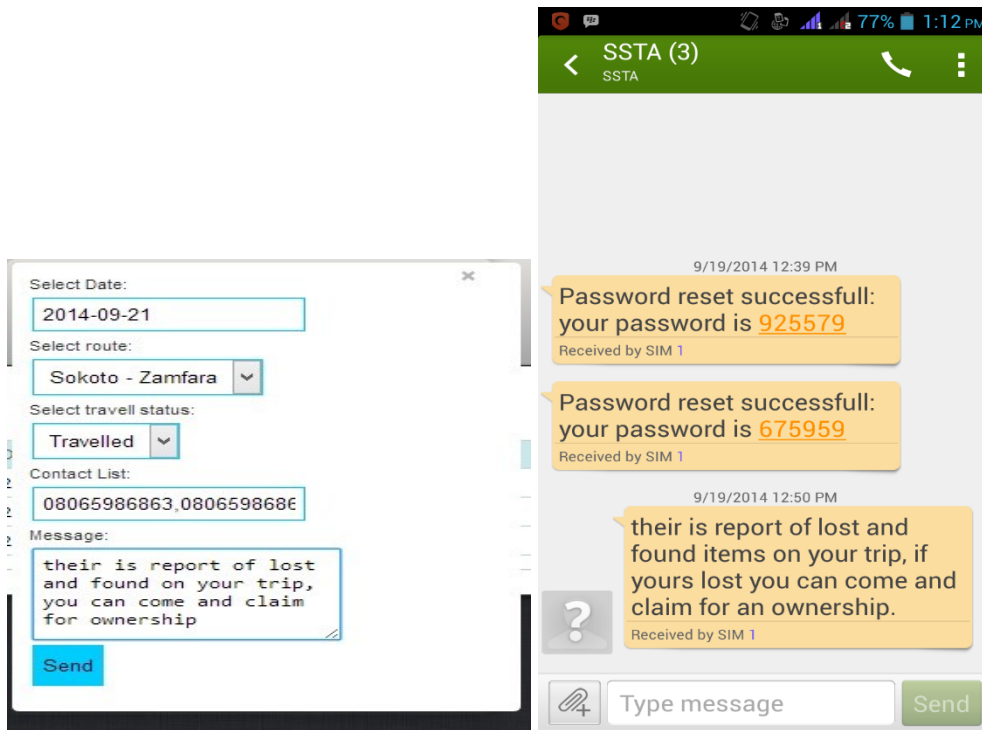 Select Date:
2014-09-21
Select route:
Sokoto - Zamfara
Select travell status:
Travelled
Contact List:
08065986863,0806598686
Message:
their is report of lost
and found on your trip,
you can come and claim
for ownership
Send
77% 1:12 PM
SSTA (3)
SSTA
9/19/2014 12:39 PM
Password reset successfull:
your password is 925579
Received by SIM 1
Password reset successfull:
your password is 675959
Received by SIM 1
9/19/2014 12:50 PM
their is report of lost and
found items on your trip, if
yours lost you can come and
claim for an ownership.
Received by SIM 1
Type message
Send